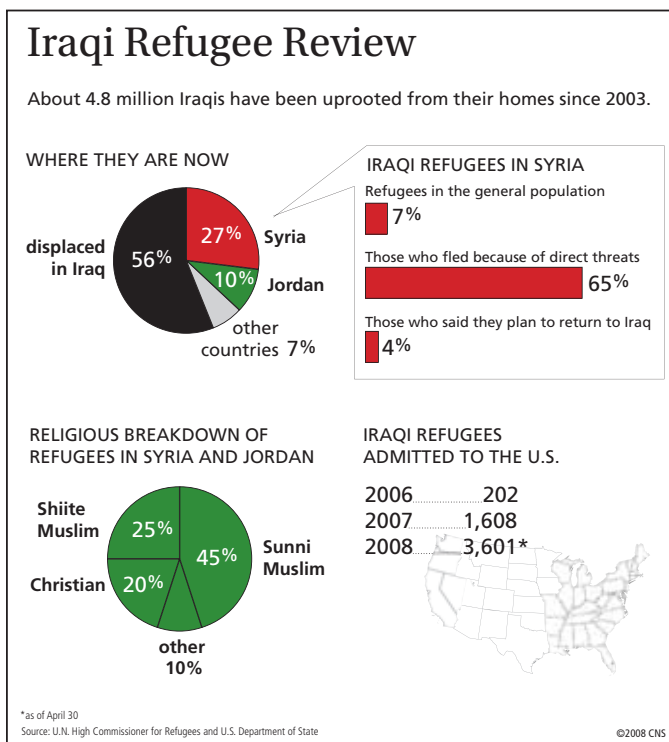 Iraqi Refugee Review
About 4.8 million Iraqis have been uprooted from their homes since 2003.
WHERE THEY ARE NOW
displaced
in Iraq
56%
27%
Syria
10%
Jordan
other
countries 7%
IRAQI REFUGEES IN SYRIA
Refugees in the general population
7%
Those who fled because of direct threats
65%
Those who said they plan to return to Iraq
4%
RELIGIOUS BREAKDOWN OF
REFUGEES IN SYRIA AND JORDAN
Shiite
Muslim
25%
45%
Sunni
Muslim
Christian
20%
other
10%
IRAQI REFUGEES
ADMITTED TO THE U.S.
2006..............202
2007..........1,608
2008..........3,601*
*as of April 30
Source: U.N. High Commissioner for Refugees and U.S. Department of State
©2008 CNS